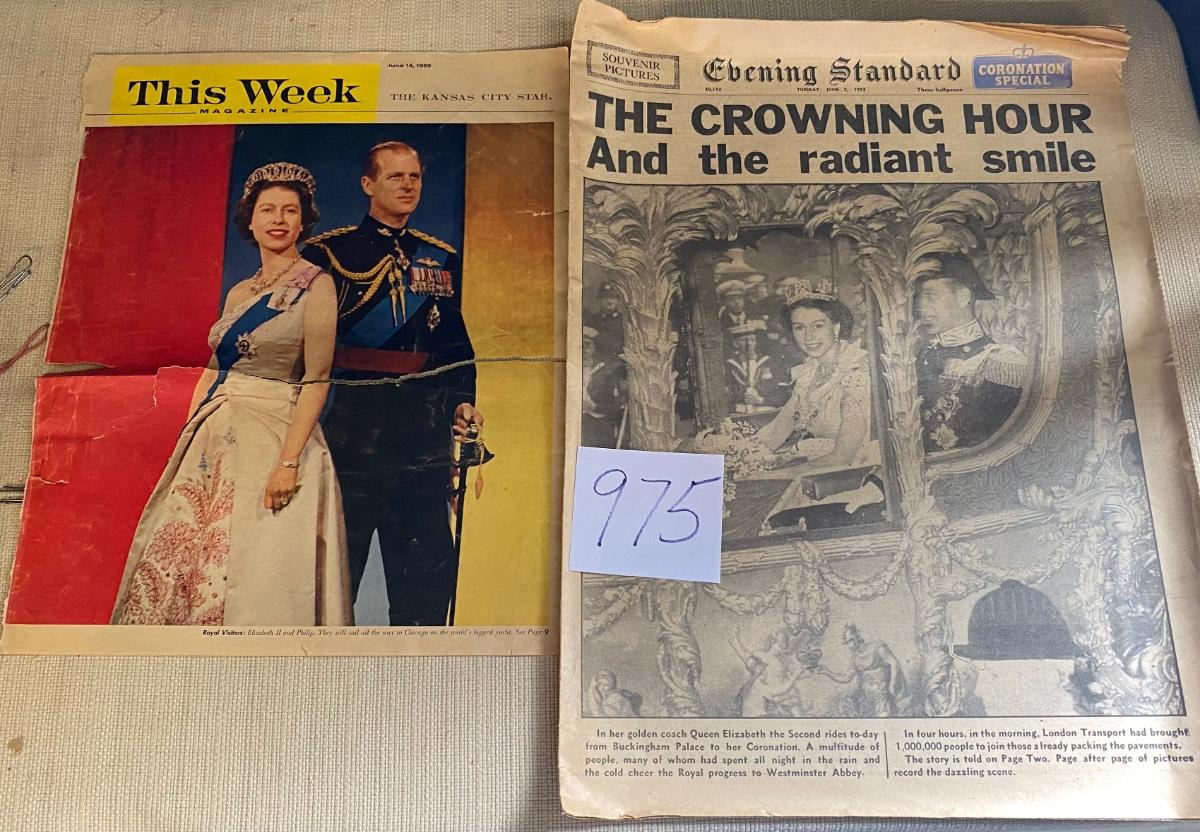 June 14, 1959
This Week
MAGAZINE
THE KANSAS CITY STAR.
Royal Visitors: Elizabeth II and Philip. They will sail all the way to Chicago on the world's biggest yacht. See Page 9
SOUVENIR
PICTURES
Evening Standard
CORONATION
SPECIAL
40,142
TUESDAY, JUNE 2, 1953
Three-halfpence
THE CROWNING HOUR
And the radiant smile
975
In her golden coach Queen Elizabeth the Second rides to-day
from Buckingham Palace to her Coronation. A multitude of
people, many of whom had spent all night in the rain and
the cold cheer the Royal progress to Westminster Abbey.
In four hours, in the morning, London Transport had brought
1,000,000 people to join those already packing the pavements.
The story is told on Page Two. Page after page of pictures
record the dazzling scene.